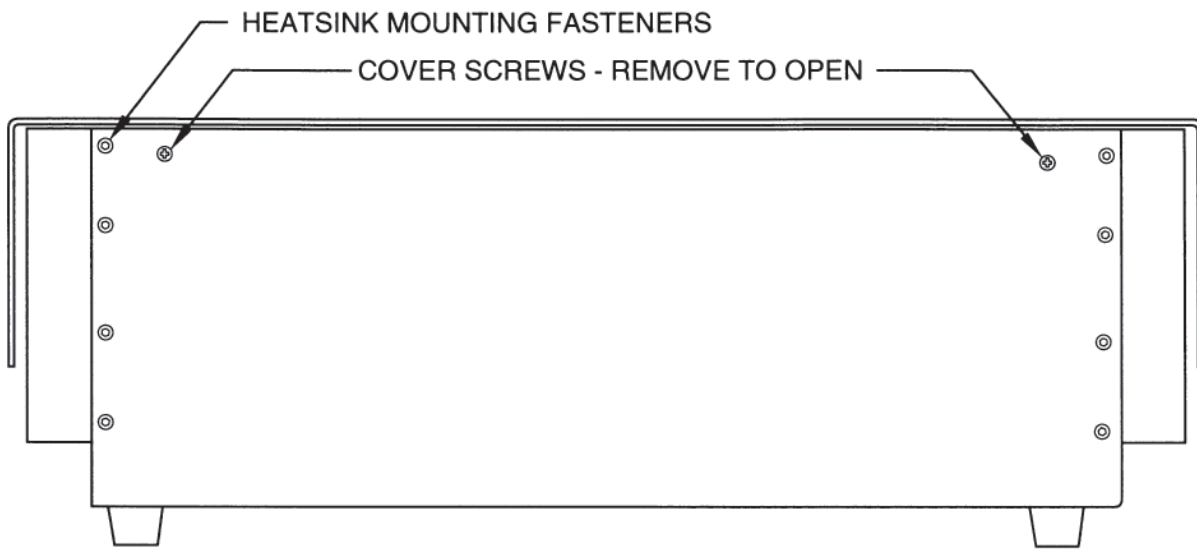 HEATSINK MOUNTING FASTENERS
COVER SCREWS - REMOVE TO OPEN